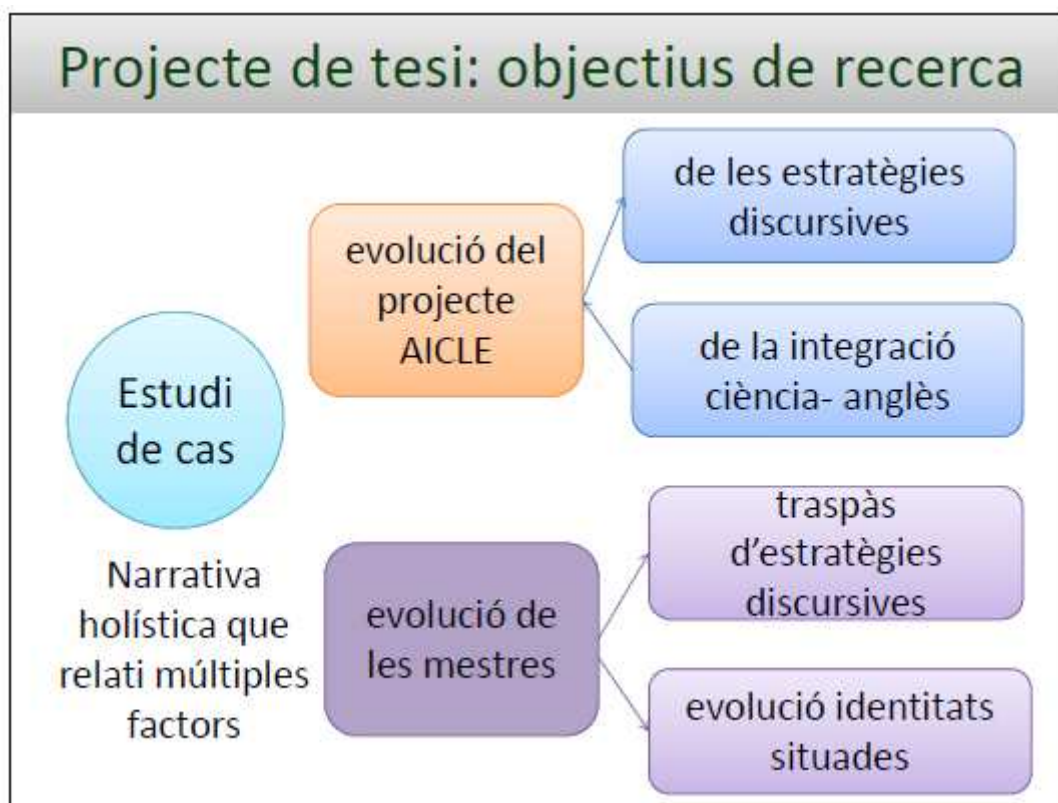 Projecte de tesi: objectius de recerca
Estudi
de cas
Narrativa
holística que
relati múltiples
factors
evolució del
projecte
AICLE
de les estratègies
discursives
de la integració
ciència- anglès
evolució de
les mestres
traspàs
d'estratègies
discursives
evolució identitats
situades